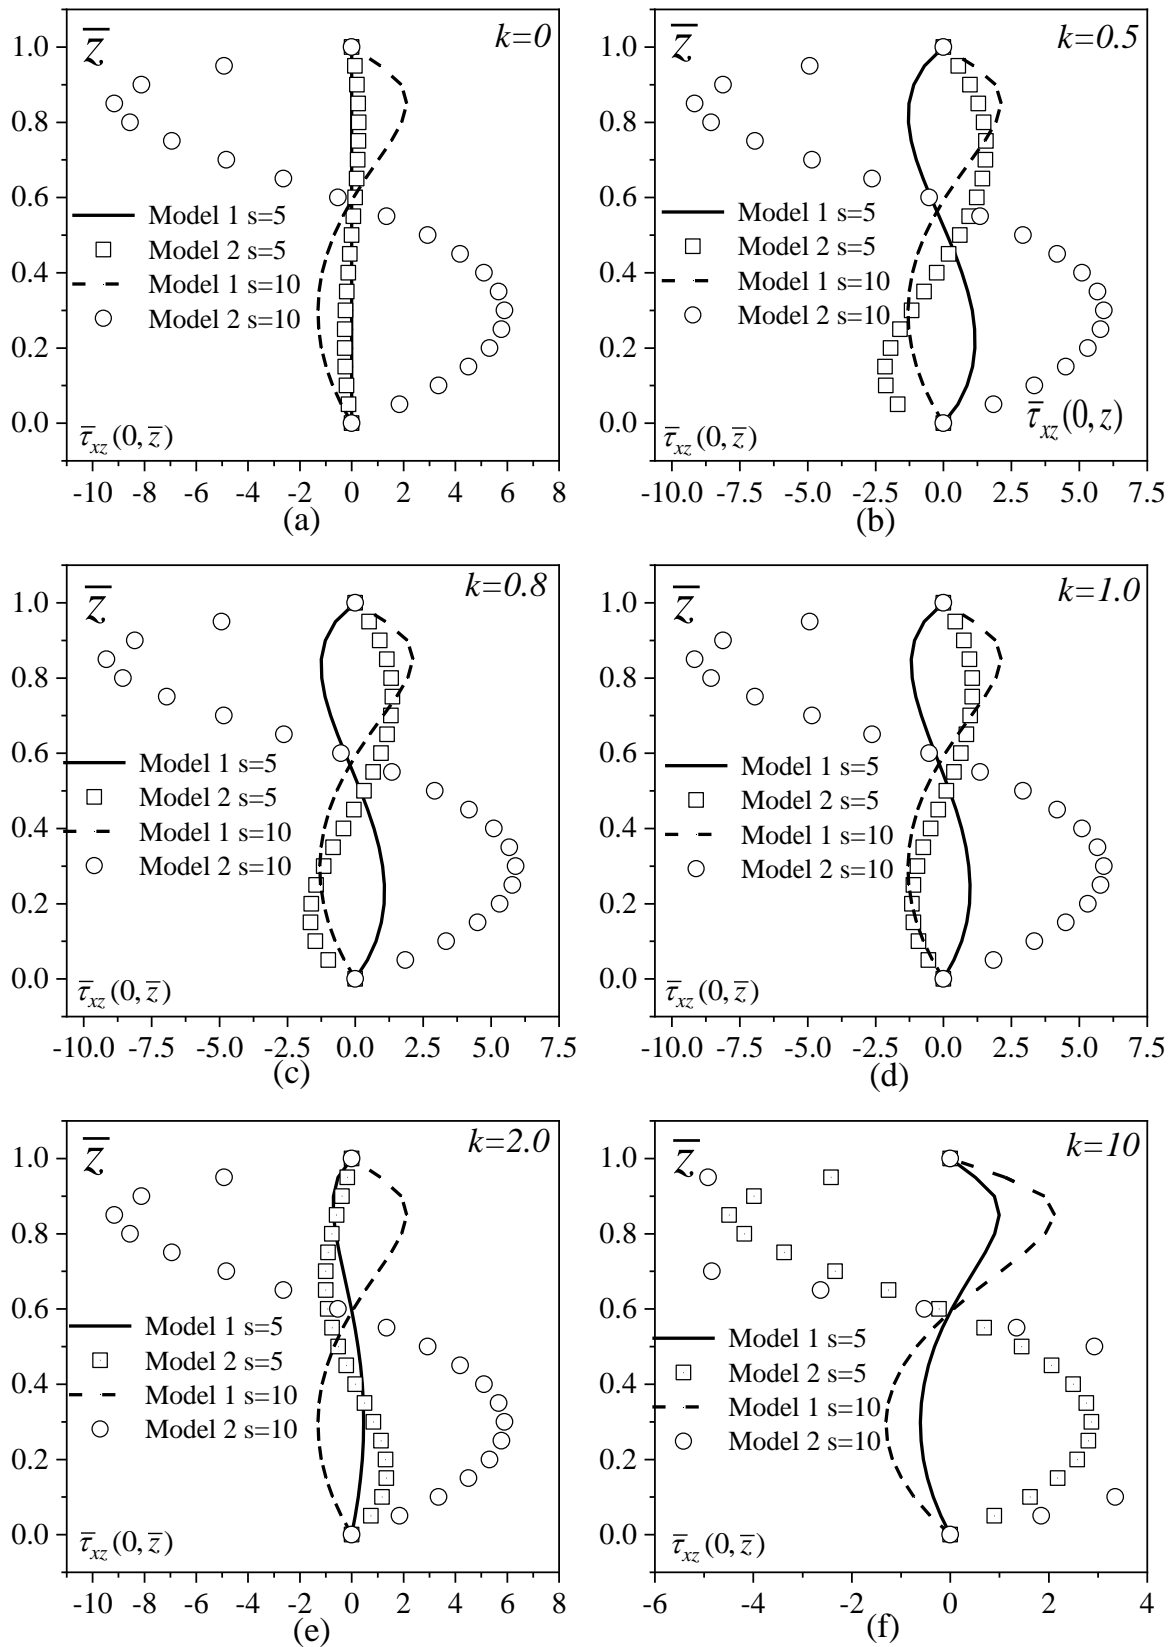 z̅ k=0
1.0
0.8
0.6
0.4
0.2
0.0
Model 1 s=5
Model 2 s=5
Model 1 s=10
Model 2 s=10
τ̅xz(0, z̅)
-10 -8 -6 -4 -2 0 2 4 6 8
(a)
z̅ k=0.5
1.0
0.8
0.6
0.4
0.2
0.0
Model 1 s=5
Model 2 s=5
Model 1 s=10
Model 2 s=10
τ̅xz(0, z)
τ̅xz(0, z̅)
-10.0 -7.5 -5.0 -2.5 0.0 2.5 5.0 7.5
(b)
z̅ k=0.8
1.0
0.8
0.6
0.4
0.2
0.0
Model 1 s=5
Model 2 s=5
Model 1 s=10
Model 2 s=10
τ̅xz(0, z̅)
-10.0 -7.5 -5.0 -2.5 0.0 2.5 5.0 7.5
(c)
z̅ k=1.0
1.0
0.8
0.6
0.4
0.2
0.0
Model 1 s=5
Model 2 s=5
Model 1 s=10
Model 2 s=10
τ̅xz(0, z̅)
-10.0 -7.5 -5.0 -2.5 0.0 2.5 5.0 7.5
(d)
z̅ k=2.0
1.0
0.8
0.6
0.4
0.2
0.0
Model 1 s=5
Model 2 s=5
Model 1 s=10
Model 2 s=10
τ̅xz(0, z̅)
-10 -8 -6 -4 -2 0 2 4 6 8
(e)
z̅ k=10
1.0
0.8
0.6
0.4
0.2
0.0
Model 1 s=5
Model 2 s=5
Model 1 s=10
Model 2 s=10
τ̅xz(0, z̅)
-6 -4 -2 0 2 4
(f)